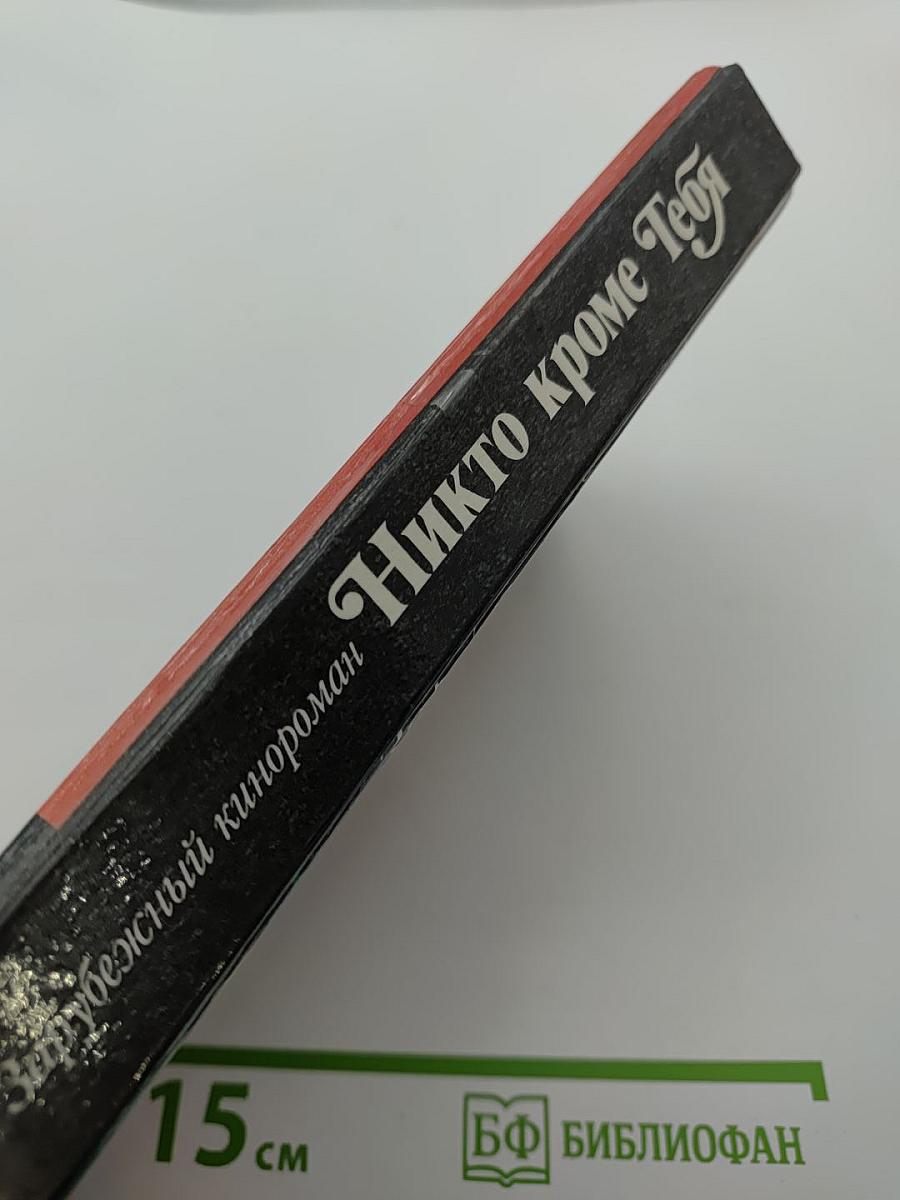 Зарубежный кинороман Никто кроме Тебя
15 см
БФ БИБЛИОФАН